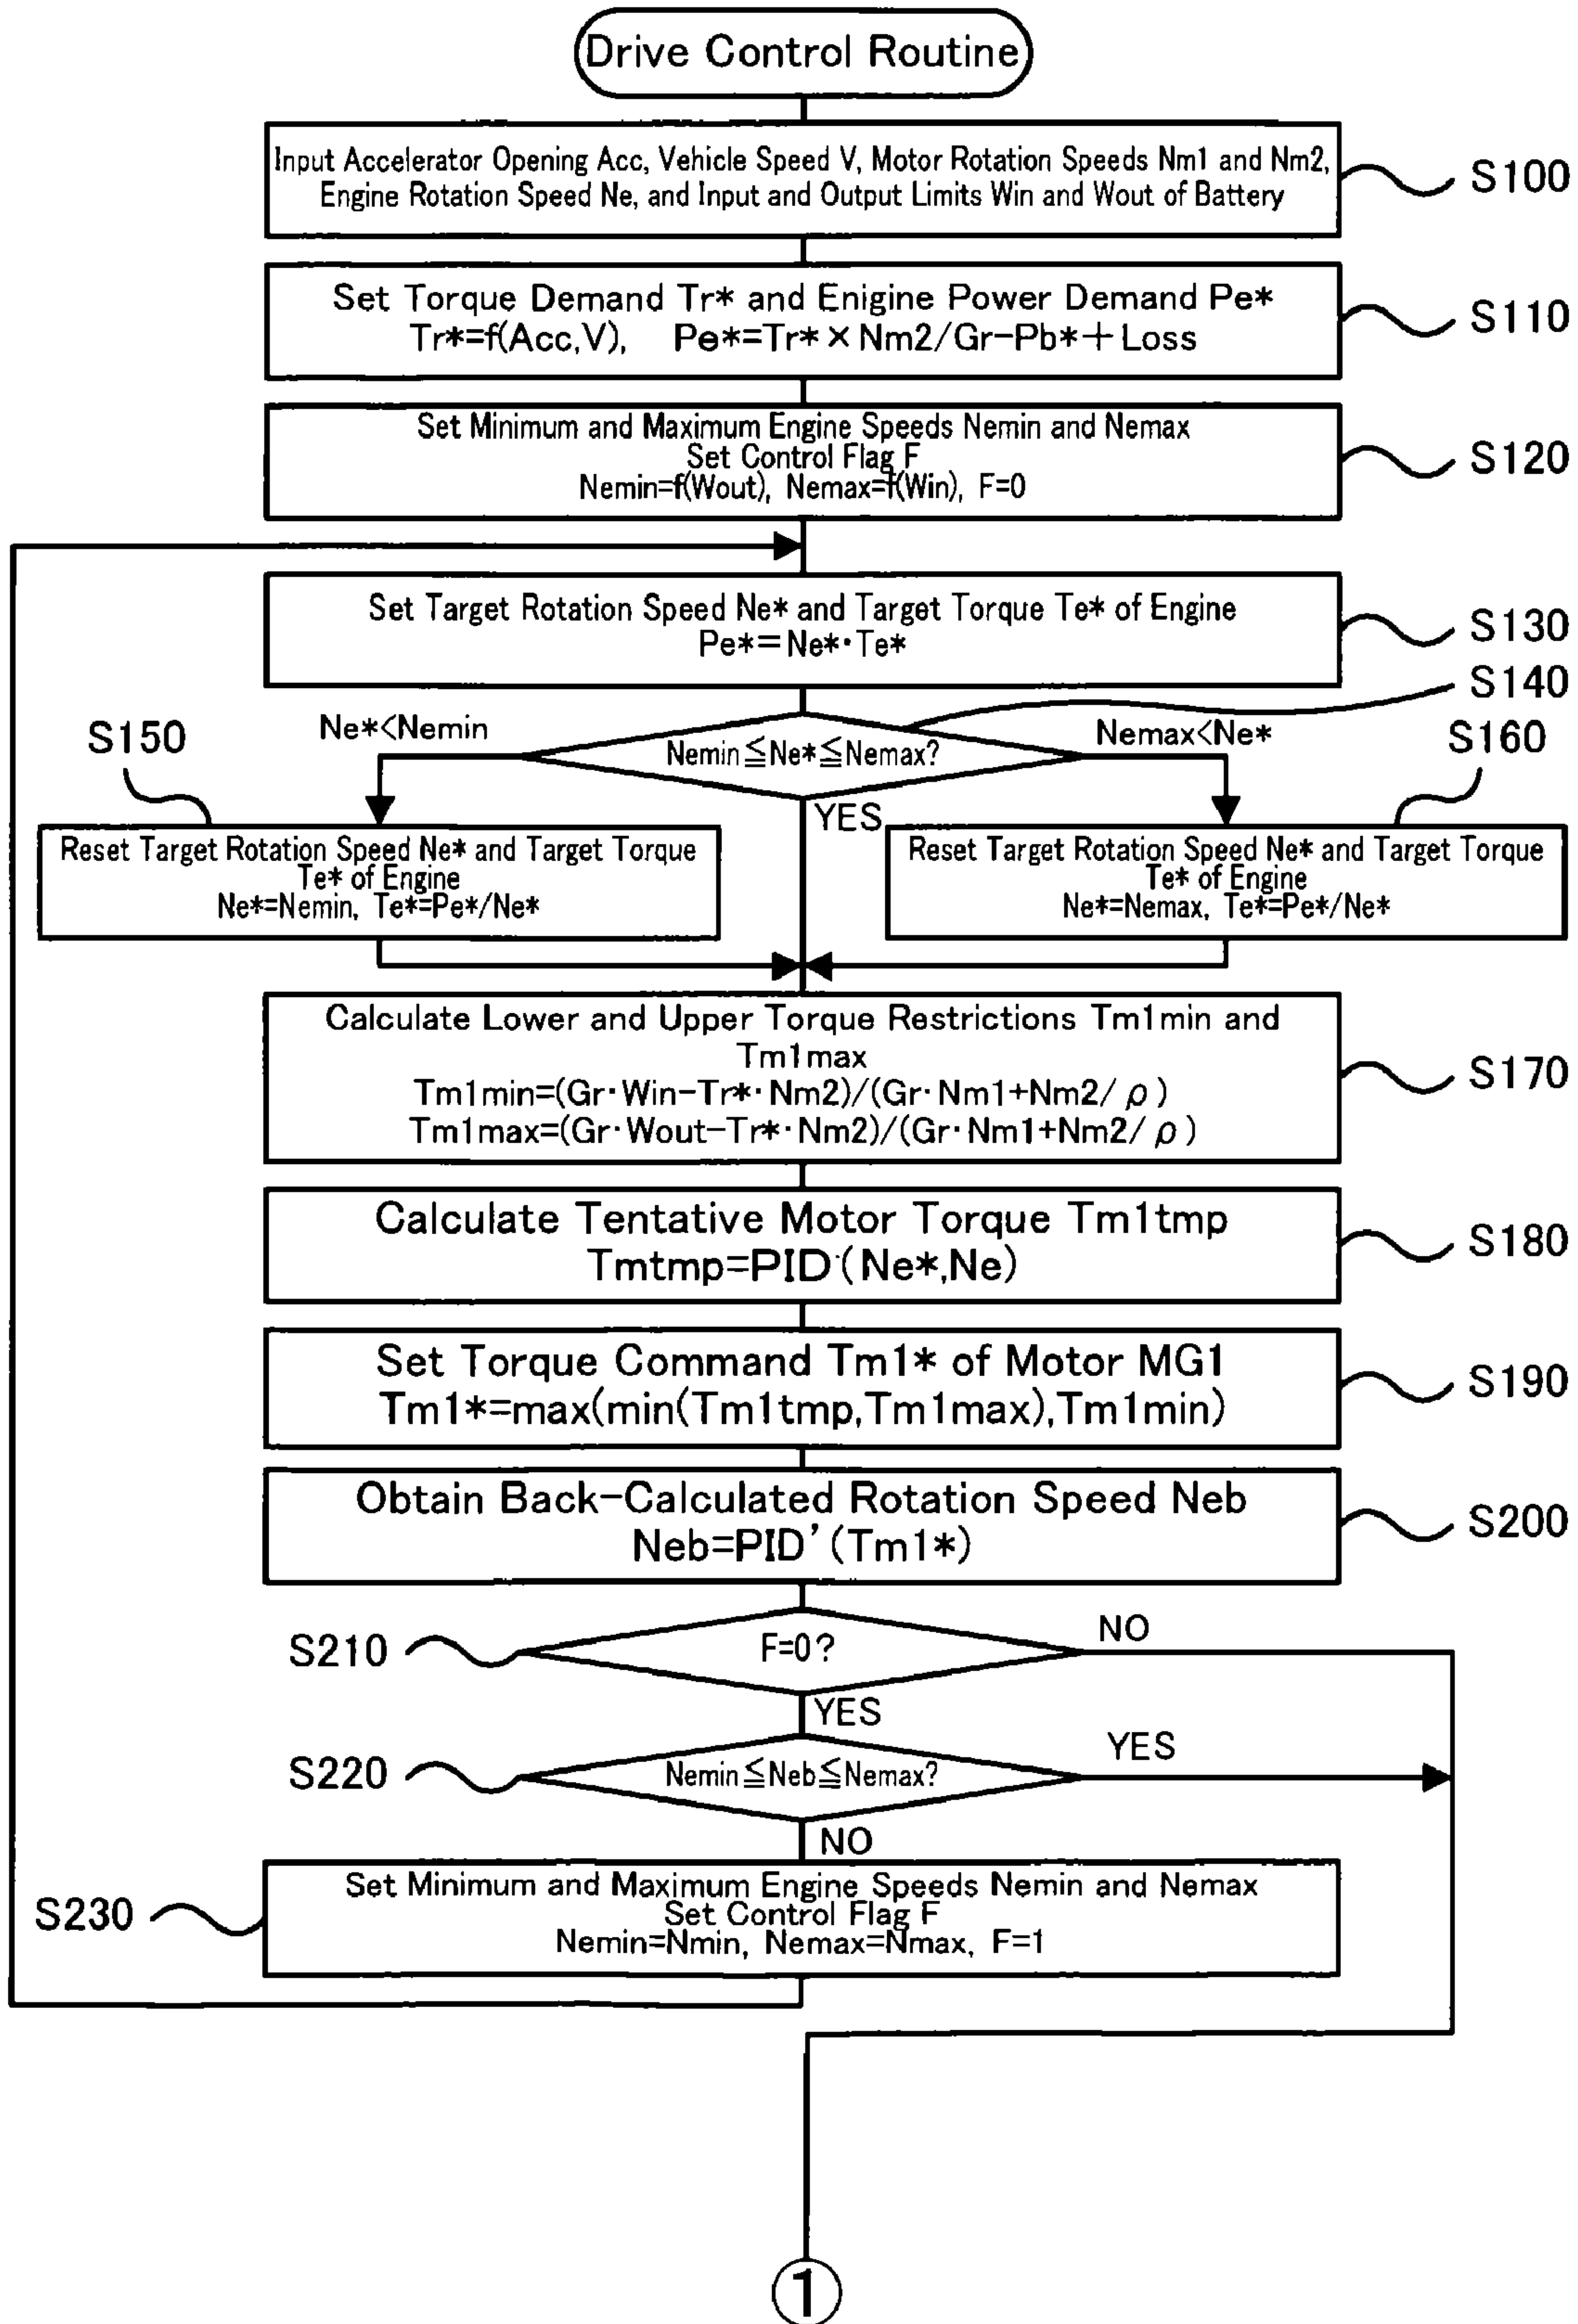 Drive Control Routine
Input Accelerator Opening Acc, Vehicle Speed V, Motor Rotation Speeds Nm1 and Nm2,
Engine Rotation Speed Ne, and Input and Output Limits Win and Wout of Battery
S100
Set Torque Demand Tr* and Enigine Power Demand Pe*
Tr*=f(Acc,V), Pe*=Tr*×Nm2/Gr-Pb*+Loss
S110
Set Minimum and Maximum Engine Speeds Nemin and Nemax
Set Control Flag F
Nemin=f(Wout), Nemax=f(Win), F=0
S120
Set Target Rotation Speed Ne* and Target Torque Te* of Engine
Pe*=Ne*·Te*
S130
S140
Ne*<Nemin
Nemin≦Ne*≦Nemax?
Nemax<Ne*
YES
S150
Reset Target Rotation Speed Ne* and Target Torque
Te* of Engine
Ne*=Nemin, Te*=Pe*/Ne*
S160
Reset Target Rotation Speed Ne* and Target Torque
Te* of Engine
Ne*=Nemax, Te*=Pe*/Ne*
Calculate Lower and Upper Torque Restrictions Tm1min and
Tm1max
Tm1min=(Gr·Win-Tr*·Nm2)/(Gr·Nm1+Nm2/ρ)
Tm1max=(Gr·Wout-Tr*·Nm2)/(Gr·Nm1+Nm2/ρ)
S170
Calculate Tentative Motor Torque Tm1tmp
Tmtmp=PID(Ne*,Ne)
S180
Set Torque Command Tm1* of Motor MG1
Tm1*=max(min(Tm1tmp,Tm1max),Tm1min)
S190
Obtain Back-Calculated Rotation Speed Neb
Neb=PID'(Tm1*)
S200
S210
F=0?
NO
YES
S220
Nemin≦Neb≦Nemax?
YES
NO
S230
Set Minimum and Maximum Engine Speeds Nemin and Nemax
Set Control Flag F
Nemin=Nmin, Nemax=Nmax, F=1
1